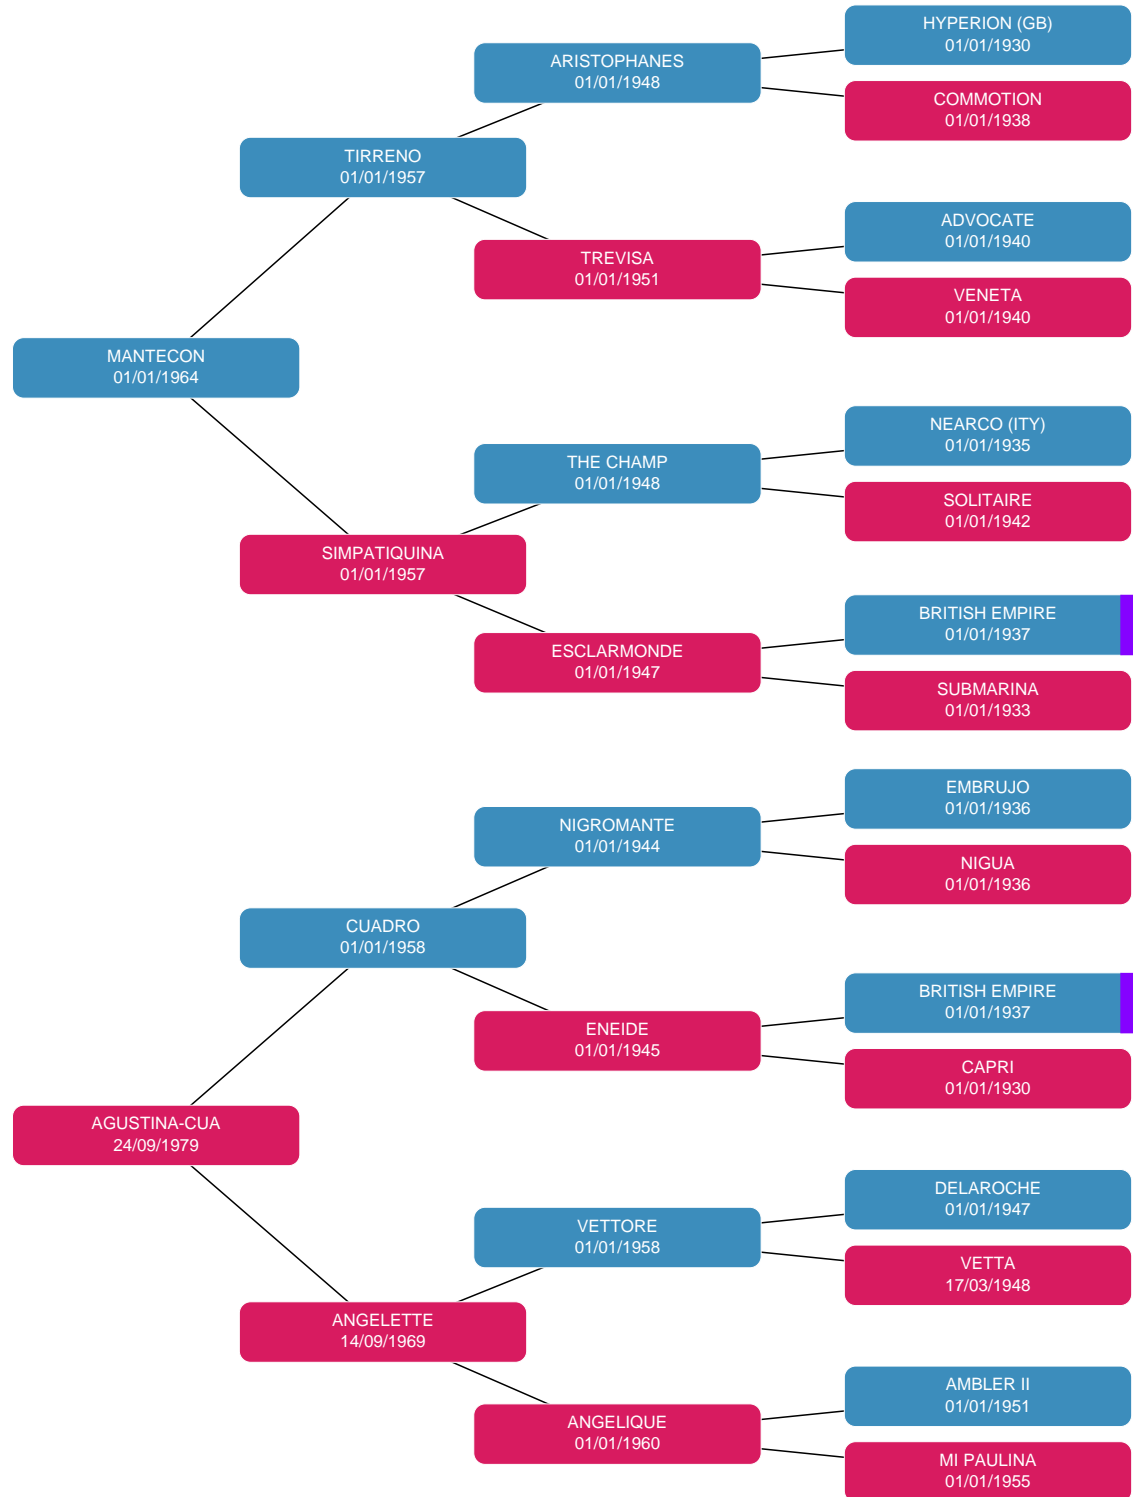 HYPERION (GB)
01/01/1930
ARISTOPHANES
01/01/1948
COMMOTION
01/01/1938
TIRRENO
01/01/1957
ADVOCATE
01/01/1940
TREVISA
01/01/1951
VENETA
01/01/1940
MANTECON
01/01/1964
NEARCO (ITY)
01/01/1935
THE CHAMP
01/01/1948
SOLITAIRE
01/01/1942
SIMPATIQUINA
01/01/1957
BRITISH EMPIRE
01/01/1937
ESCLARMONDE
01/01/1947
SUBMARINA
01/01/1933
EMBRUJO
01/01/1936
NIGROMANTE
01/01/1944
NIGUA
01/01/1936
CUADRO
01/01/1958
BRITISH EMPIRE
01/01/1937
ENEIDE
01/01/1945
CAPRI
01/01/1930
AGUSTINA-CUA
24/09/1979
DELAROCHE
01/01/1947
VETTORE
01/01/1958
VETTA
17/03/1948
ANGELETTE
14/09/1969
AMBLER II
01/01/1951
ANGELIQUE
01/01/1960
MI PAULINA
01/01/1955